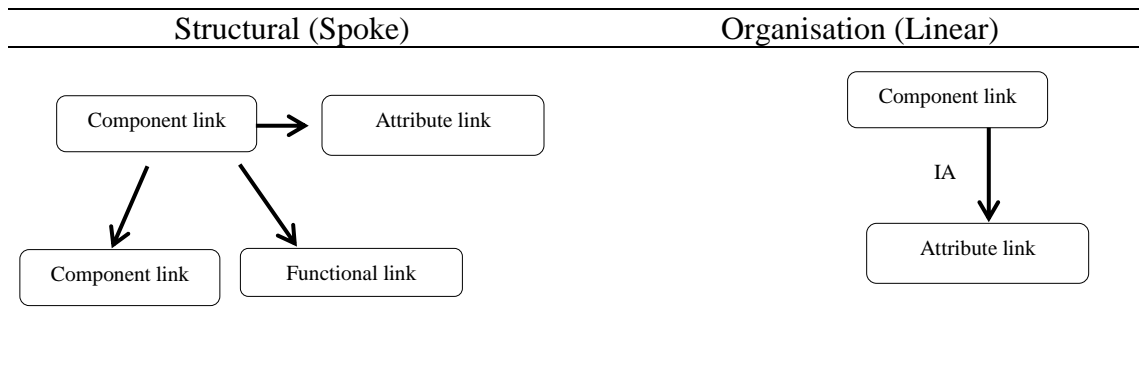 Structural (Spoke)
Organisation (Linear)
Component link
Attribute link
Component link
Functional link
Component link
IA
Attribute link